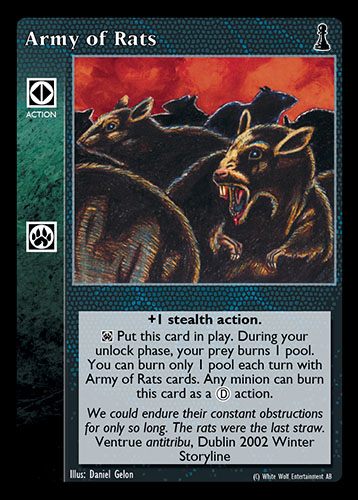 Army of Rats
ACTION
+1 stealth action.
Put this card in play. During your
unlock phase, your prey burns 1 pool.
You can burn only 1 pool each turn with
Army of Rats cards. Any minion can burn
this card as a Ⓓ action.
We could endure their constant obstructions
for only so long. The rats were the last straw.
Ventrue antitribu, Dublin 2002 Winter
Storyline
Illus: Daniel Gelon
(C) White Wolf Entertainment AB